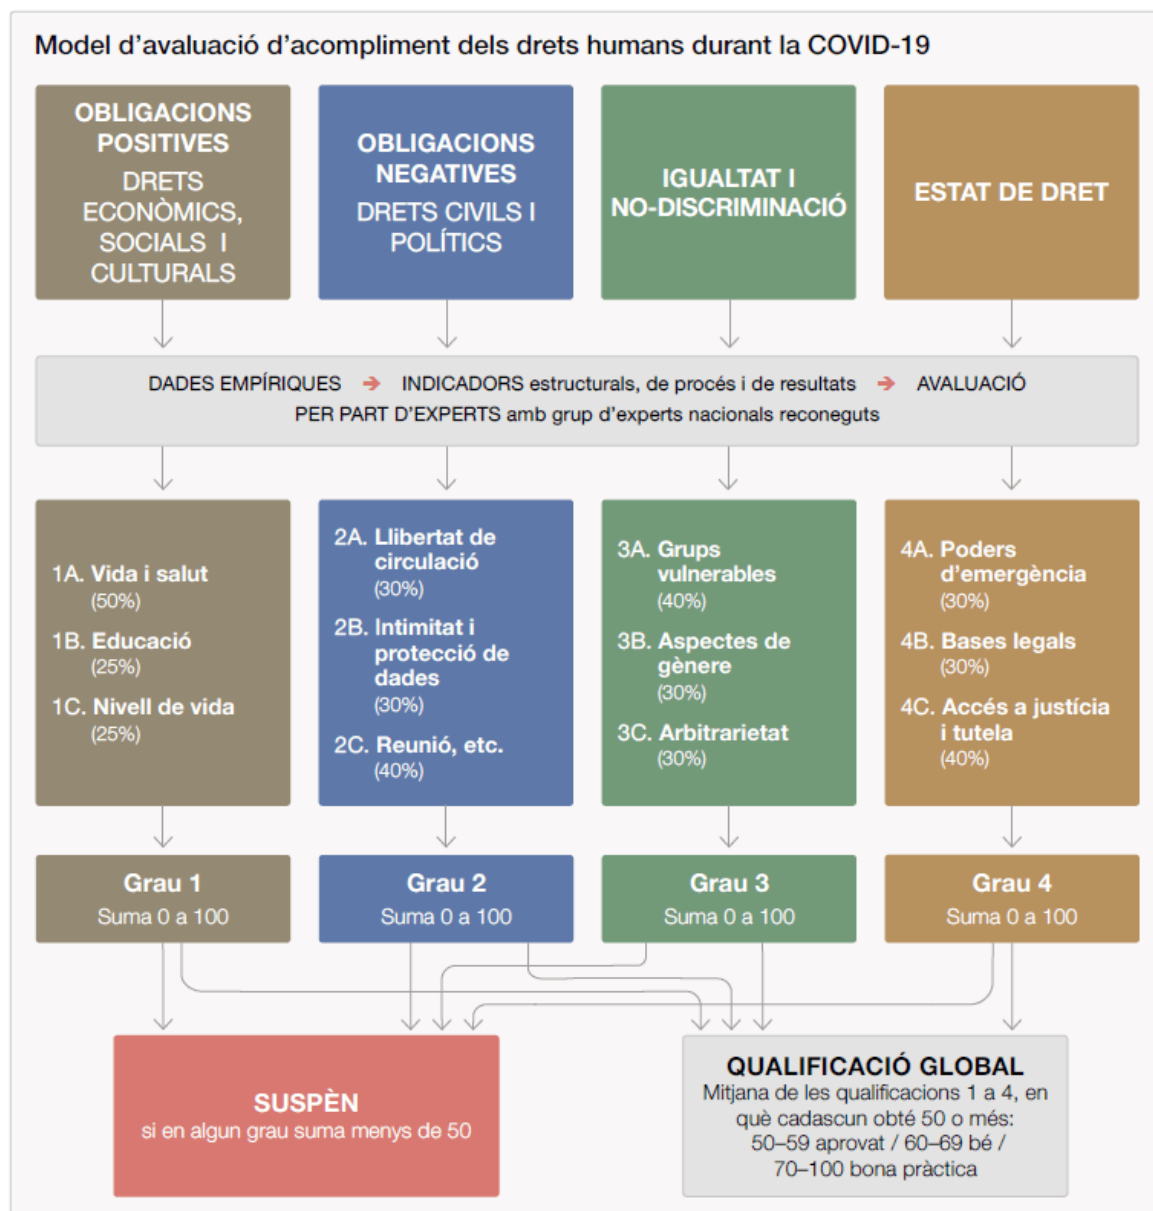 Model d'avaluació d'acompliment dels drets humans durant la COVID-19
OBLIGACIONS
POSITIVES
DRETS
ECONÒMICS,
SOCIALS I
CULTURALS
OBLIGACIONS
NEGATIVES
DRETS CIVILS I
POLÍTICS
IGUALTAT I
NO-DISCRIMINACIÓ
ESTAT DE DRET
DADES EMPÍRIQUES ➔ INDICADORS estructurals, de procés i de resultats ➔ AVALUACIÓ
PER PART D'EXPERTS amb grup d'experts nacionals reconeguts
1A. Vida i salut
(50%)
1B. Educació
(25%)
1C. Nivell de vida
(25%)
2A. Llibertat de
circulació
(30%)
2B. Intimitat i
protecció de
dades
(30%)
2C. Reunió, etc.
(40%)
3A. Grups
vulnerables
(40%)
3B. Aspectes de
gènere
(30%)
3C. Arbitrarietat
(30%)
4A. Poders
d'emergència
(30%)
4B. Bases legals
(30%)
4C. Accés a justícia
i tutela
(40%)
Grau 1
Suma 0 a 100
Grau 2
Suma 0 a 100
Grau 3
Suma 0 a 100
Grau 4
Suma 0 a 100
SUSPÈN
si en algun grau suma menys de 50
QUALIFICACIÓ GLOBAL
Mitjana de les qualificacions 1 a 4, en
què cadascun obté 50 o més:
50–59 aprovat / 60–69 bé /
70–100 bona pràctica